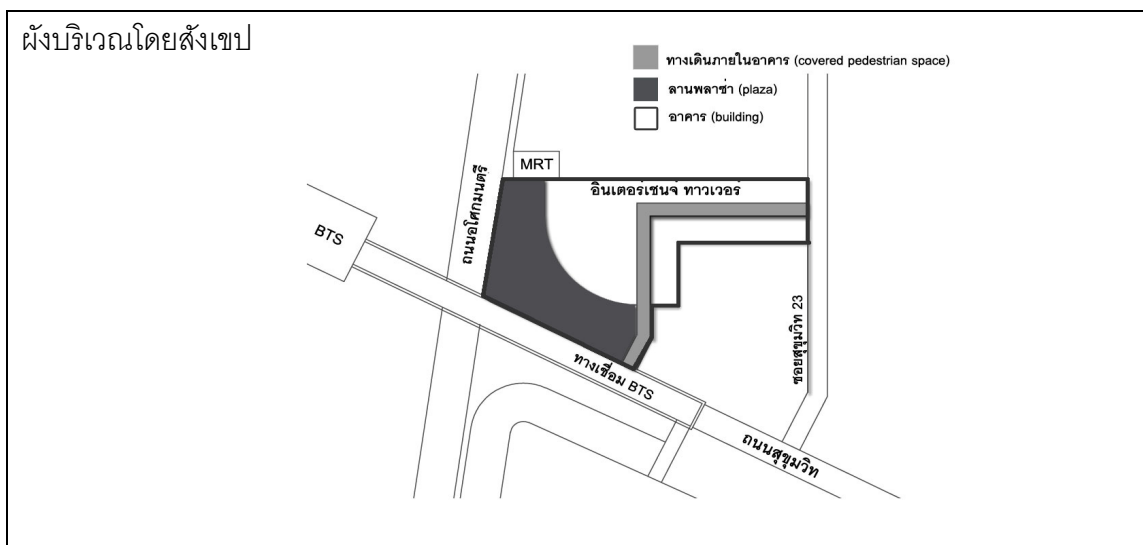 ผังบริเวณโดยสังเขป
ทางเดินภายในอาคาร (covered pedestrian space)
ลานพลาซ่า (plaza)
อาคาร (building)
MRT
อินเตอร์เชนจ์ ทาวเวอร์
ถนนอโศกมนตรี
BTS
ซอยสุขุมวิท 23
ทางเชื่อม BTS
ถนนสุขุมวิท